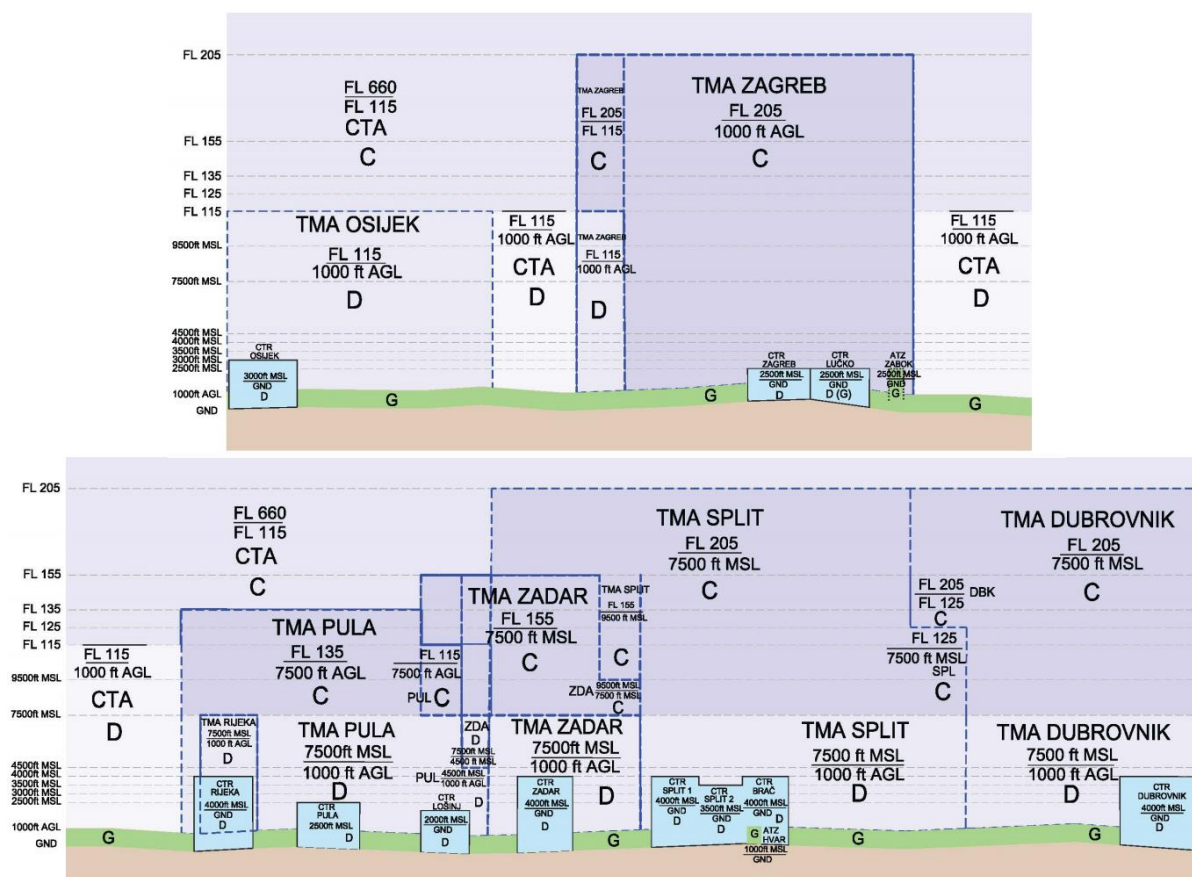 FL 205
FL 155
FL 135
FL 125
FL 115
9500ft MSL
7500ft MSL
4500ft MSL
4000ft MSL
3500ft MSL
3000ft MSL
2500ft MSL
1000ft AGL
GND
FL 660
FL 115
CTA
C
TMA OSIJEK
FL 115
1000 ft AGL
D
CTR
OSIJEK
3000ft MSL
GND
D
G
FL 115
1000 ft AGL
CTA
D
TMA ZAGREB
FL 205
FL 115
C
TMA ZAGREB
FL 115
1000 ft AGL
D
TMA ZAGREB
FL 205
1000 ft AGL
C
G
CTR
ZAGREB
2500ft MSL
GND
D
CTR
LUČKO
2500ft MSL
GND
D (G)
ATZ
ZABOK
2500ft MSL
GND
G
FL 115
1000 ft AGL
CTA
D
G
FL 205
FL 155
FL 135
FL 125
FL 115
9500ft MSL
7500ft MSL
4500ft MSL
4000ft MSL
3500ft MSL
3000ft MSL
2500ft MSL
1000ft AGL
GND
FL 660
FL 115
CTA
C
FL 115
1000 ft AGL
CTA
D
G
TMA PULA
FL 135
7500 ft AGL
C
TMA RIJEKA
7500ft MSL
1000 ft AGL
D
CTR
RIJEKA
4000ft MSL
GND
D
TMA PULA
7500ft MSL
1000 ft AGL
D
CTR
PULA
2500ft MSL
D
G
FL 115
7500 ft AGL
PUL C
ZDA
D
7500ft MSL
4500 ft MSL
PUL
4500ft MSL
1000 ft AGL
D
CTR
LOŠINJ
2000ft MSL
GND
D
TMA ZADAR
FL 155
7500 ft MSL
C
TMA SPLIT
FL 155
9500 ft MSL
C
ZDA
9500ft MSL
7500 ft MSL
C
TMA ZADAR
7500ft MSL
1000 ft AGL
D
CTR
ZADAR
4000ft MSL
GND
D
G
TMA SPLIT
FL 205
7500 ft MSL
C
FL 205
FL 125
DBK
C
FL 125
7500 ft MSL
SPL
C
TMA SPLIT
7500 ft MSL
1000 ft AGL
D
CTR
SPLIT 1
4000ft MSL
GND
D
CTR
SPLIT 2
3500ft MSL
GND
D
CTR
BRAČ
4000ft MSL
GND
D
G
ATZ
HVAR
1000ft MSL
GND
G
TMA DUBROVNIK
FL 205
7500 ft MSL
C
TMA DUBROVNIK
7500 ft MSL
1000 ft AGL
D
G
CTR
DUBROVNIK
4000ft MSL
GND
D